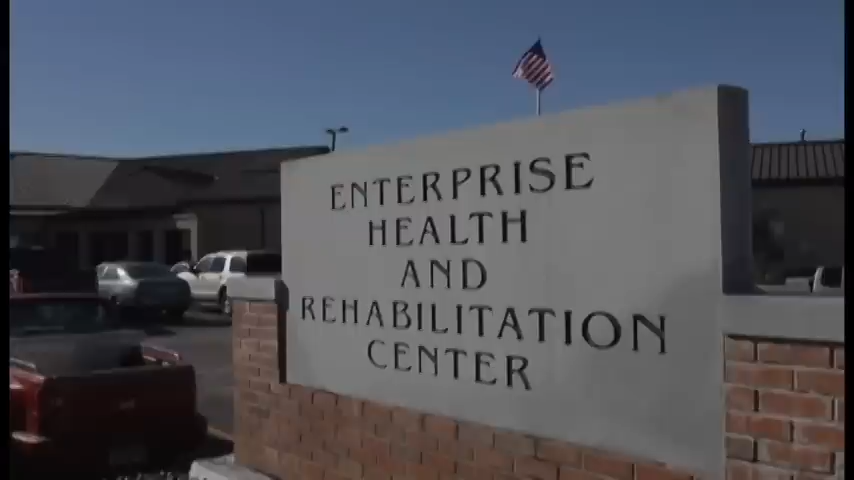 ENTERPRISE
HEALTH
AND
REHABILITATION
CENTER